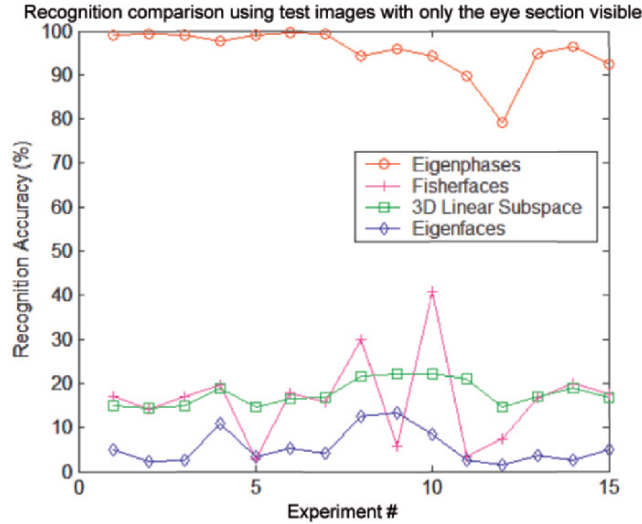 Recognition comparison using test images with only the eye section visible
100
90
80
70
60
50
40
30
20
10
0
Recognition Accuracy (%)
Eigenphases
Fisherfaces
3D Linear Subspace
Eigenfaces
0
5
10
15
Experiment #